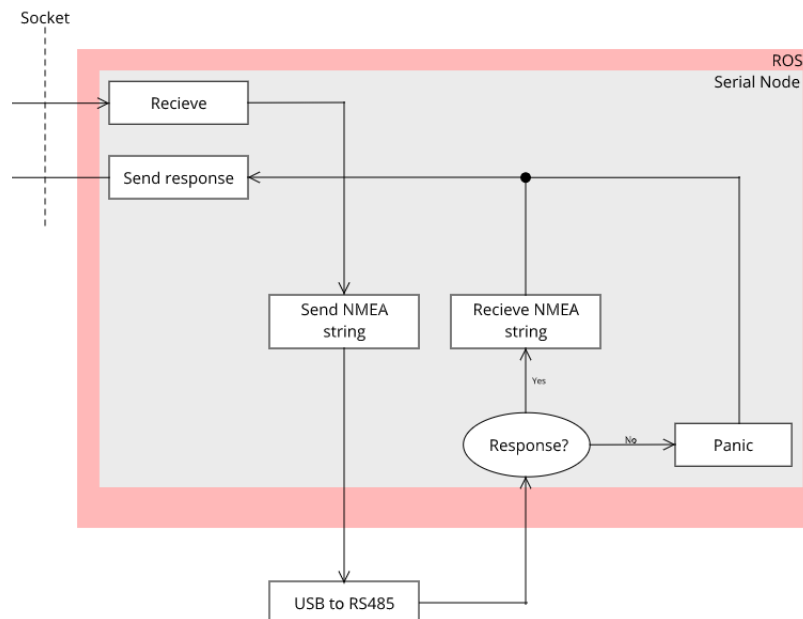 Socket
ROS
Serial Node
Recieve
Send response
Send NMEA
string
Recieve NMEA
string
Yes
Response?
No
Panic
USB to RS485